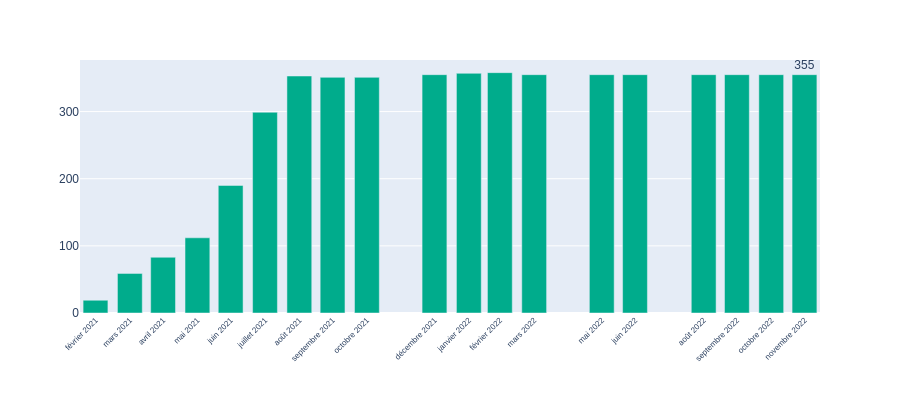 355
300
200
100
0
février 2021
mars 2021
avril 2021
mai 2021
juin 2021
juillet 2021
août 2021
septembre 2021
octobre 2021
décembre 2021
janvier 2022
février 2022
mars 2022
mai 2022
juin 2022
août 2022
septembre 2022
octobre 2022
novembre 2022